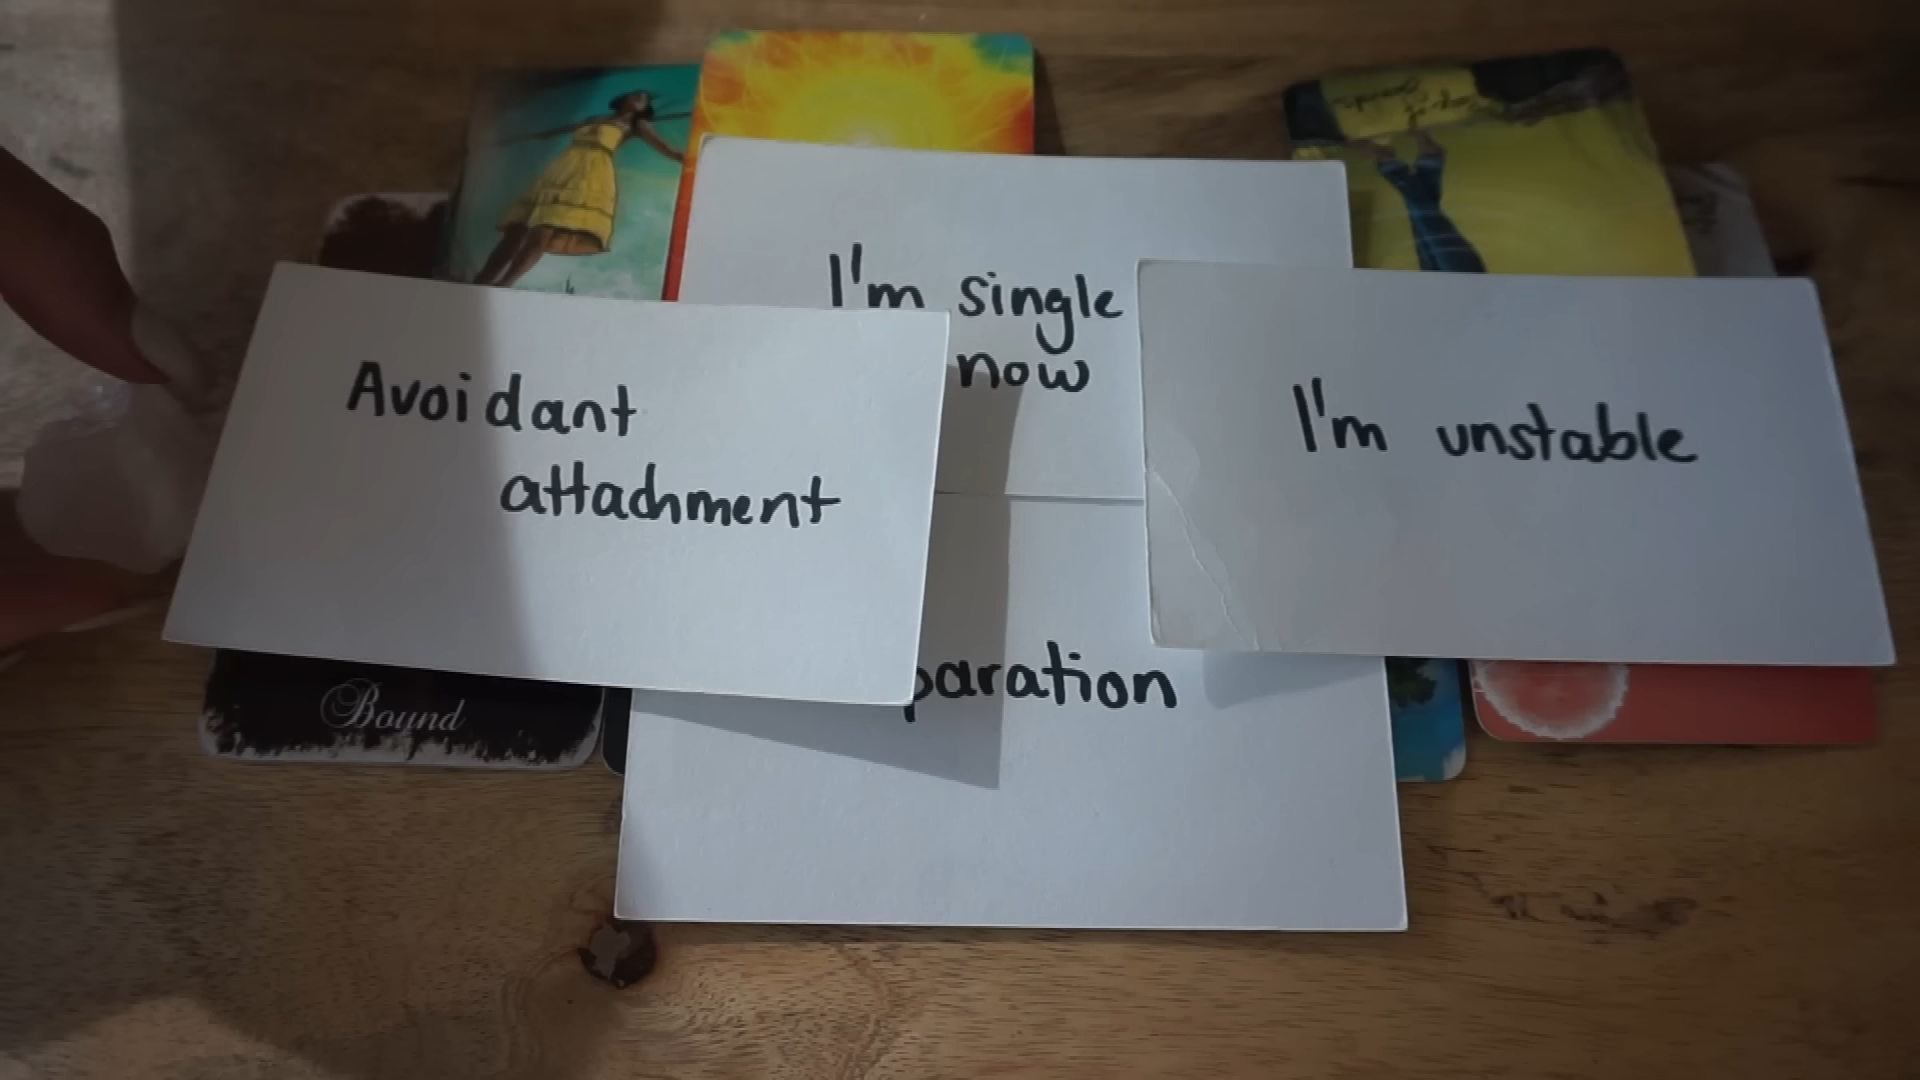 I'm single
now
Avoidant
attachment
I'm unstable
paration
Bound